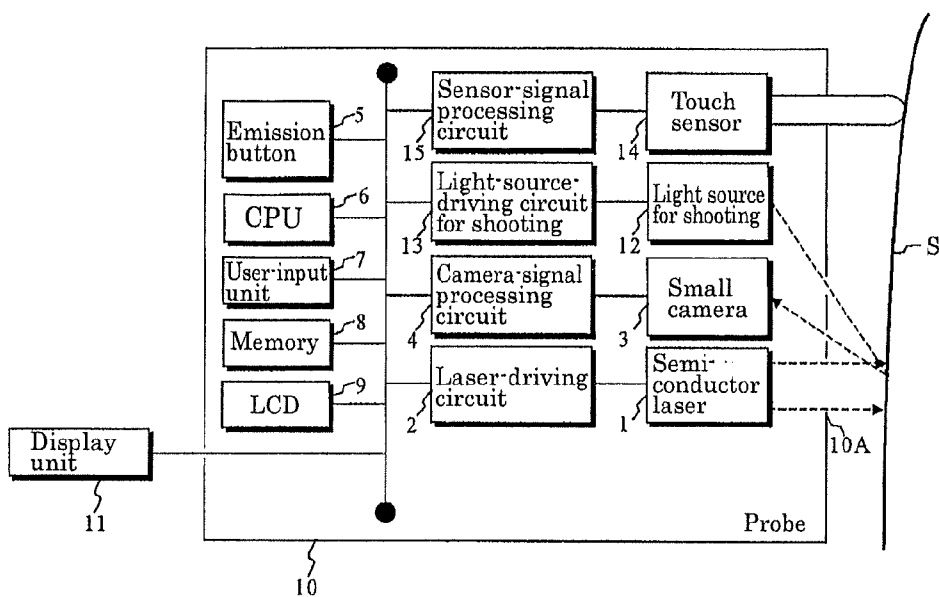 Emission
button
5
CPU
6
User-input
unit
7
Memory
8
LCD
9
Display
unit
11
Sensor-signal
processing
circuit
15
Touch
sensor
14
Light-source-
driving circuit
for shooting
13
Light source
for shooting
12
Camera-signal
processing
circuit
4
Small
camera
3
Laser-driving
circuit
2
Semi-
conductor
laser
1
10A
S
Probe
10